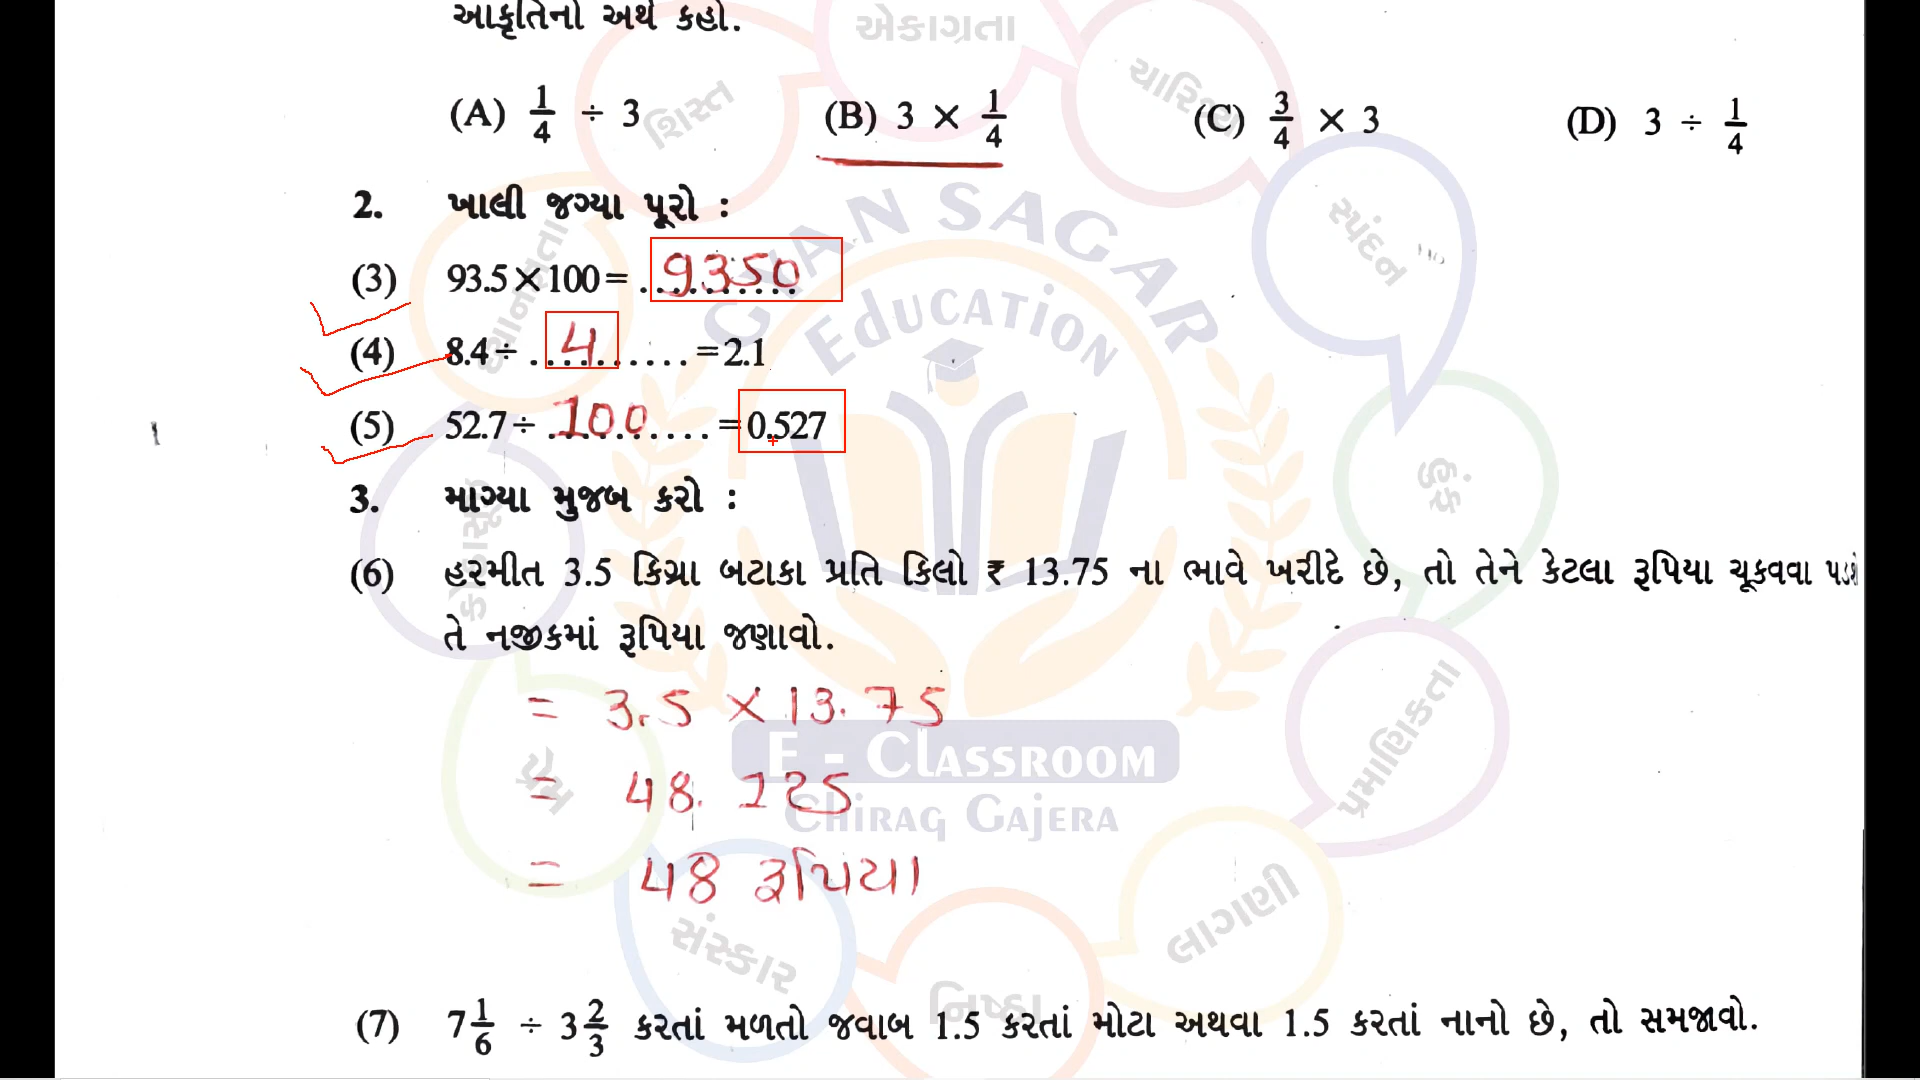 આકૃતિનો અર્થ કહો.
(A) 1/4 ÷ 3 (B) 3 × 1/4 (C) 3/4 × 3 (D) 3 ÷ 1/4
2. ખાલી જગ્યા પૂરો :
(3) 93.5×100= .......... 9350
(4) 8.4÷ .......... 4 =2.1
(5) 52.7÷ .......... 100 =0.527
3. માગ્યા મુજબ કરો :
(6) હરમીત 3.5 કિગ્રા બટાકા પ્રતિ કિલો ₹ 13.75 ના ભાવે ખરીદે છે, તો તેને કેટલા રૂપિયા ચૂકવવા પડશે
તે નજીકમાં રૂપિયા જણાવો.
= 3.5 × 13.75
= 48.125
= 48 રૂપિયા
(7) 7 1/6 ÷ 3 2/3 કરતાં મળતો જવાબ 1.5 કરતાં મોટા અથવા 1.5 કરતાં નાનો છે, તો સમજાવો.
GYAN SAGAR
EDUCATION
E - CLASSROOM
CHIRAG GAJERA
એકાગ્રતા
શિસ્ત
સ્પંદન
હુંફ
પ્રમાણિકતા
લાગણી
નિષ્ઠા
સંસ્કાર
પ્રેમ